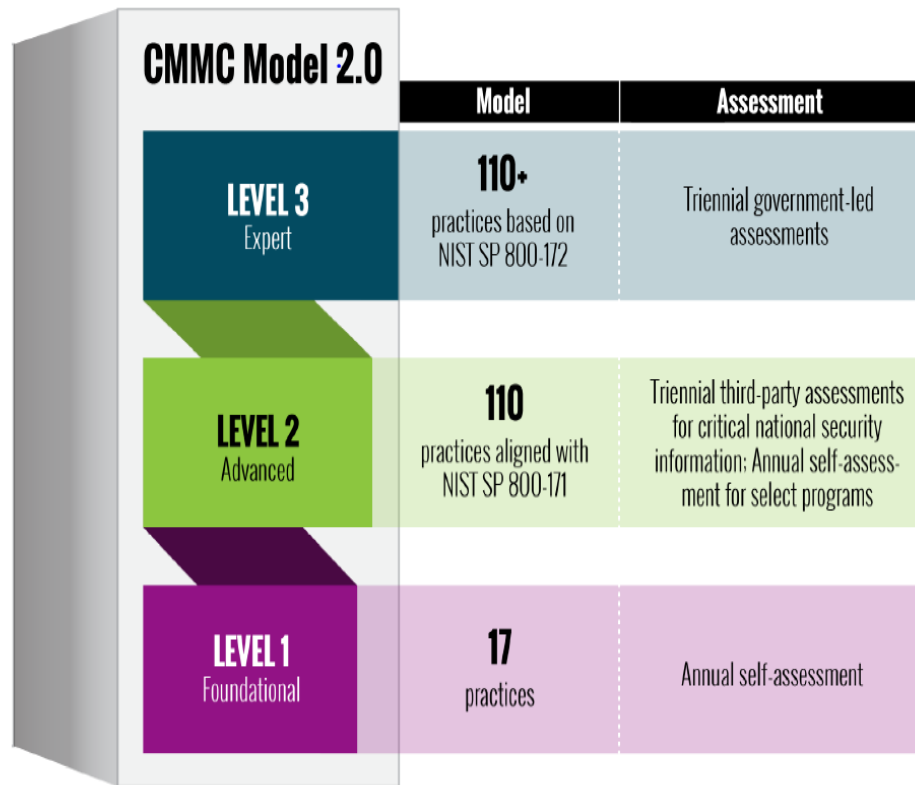 CMMC Model 2.0
Model
Assessment
LEVEL 3
Expert
110+
practices based on
NIST SP 800-172
Triennial government-led
assessments
LEVEL 2
Advanced
110
practices aligned with
NIST SP 800-171
Triennial third-party assessments
for critical national security
information; Annual self-assess-
ment for select programs
LEVEL 1
Foundational
17
practices
Annual self-assessment